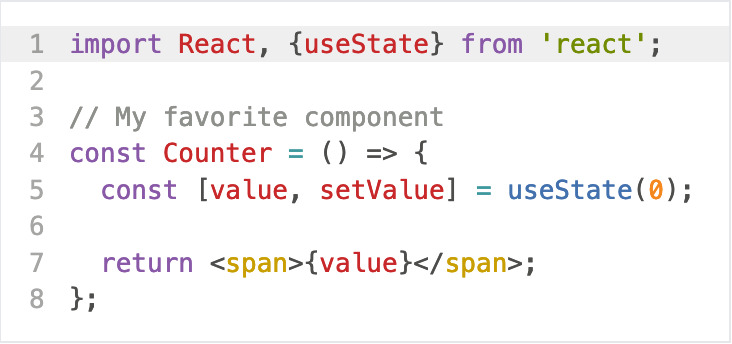 1 import React, {useState} from 'react';
2
3 // My favorite component
4 const Counter = () => {
5   const [value, setValue] = useState(0);
6
7   return <span>{value}</span>;
8 };